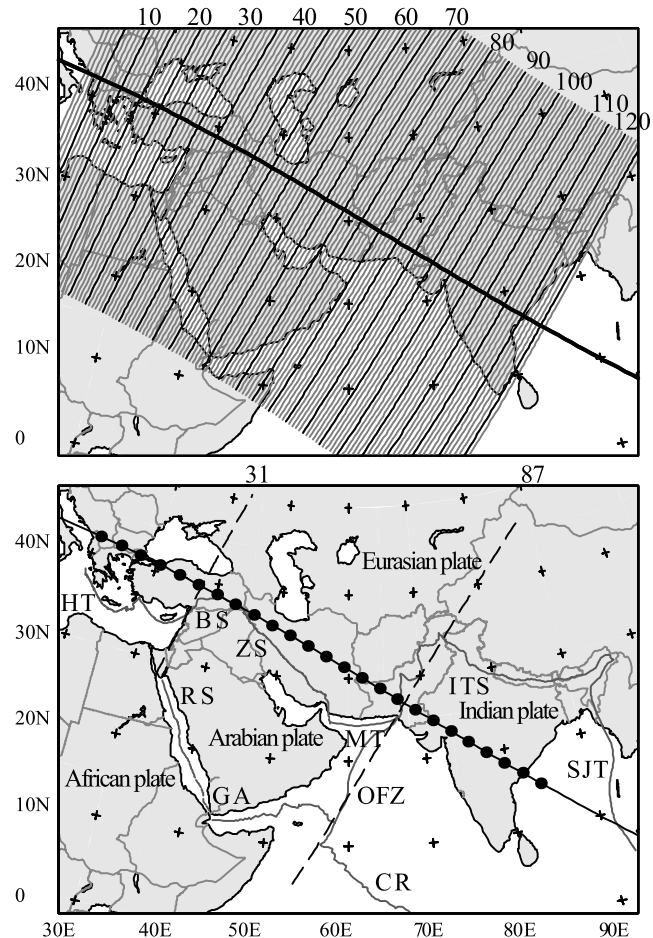 10 20 30 40 50 60 70
80
90
100
110
120
40N
30N
20N
10N
0
31 87
40N
Eurasian plate
HT
BS
30N
ZS
ITS
RS
Indian plate
20N
Arabian plate
MT
SJT
African plate
GA
OFZ
10N
CR
0
30E 40E 50E 60E 70E 80E 90E